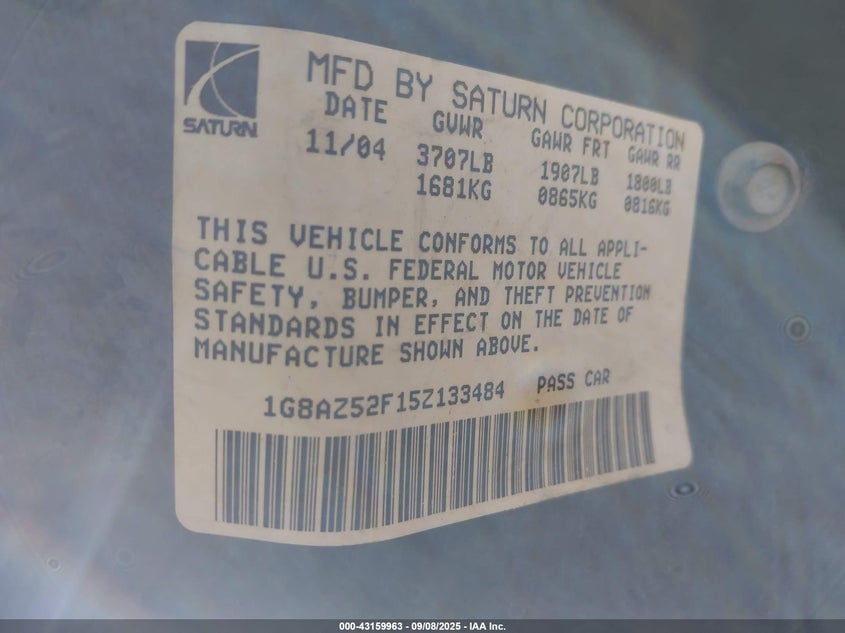 SATURN
MFD BY SATURN CORPORATION
DATE GVWR GAWR FRT GAWR RR
11/04 3707LB 1907LB 1800LB
1681KG 0865KG 0816KG
THIS VEHICLE CONFORMS TO ALL APPLI-
CABLE U.S. FEDERAL MOTOR VEHICLE
SAFETY, BUMPER, AND THEFT PREVENTION
STANDARDS IN EFFECT ON THE DATE OF
MANUFACTURE SHOWN ABOVE.
1G8AZ52F15Z133484 PASS CAR
000-43159963 - 09/08/2025 - IAA Inc.